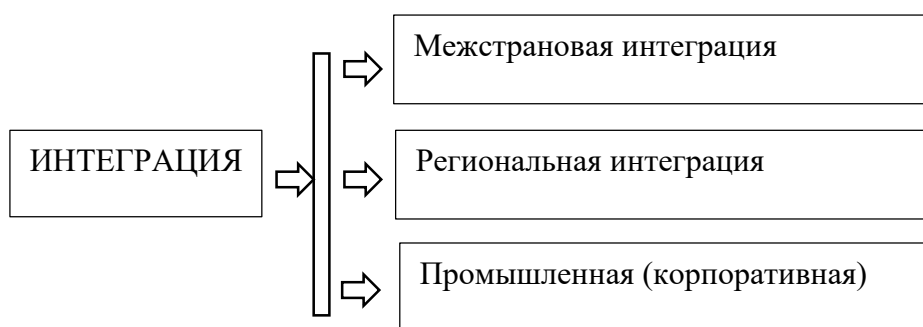 Межстрановая интеграция
ИНТЕГРАЦИЯ
Региональная интеграция
Промышленная (корпоративная)